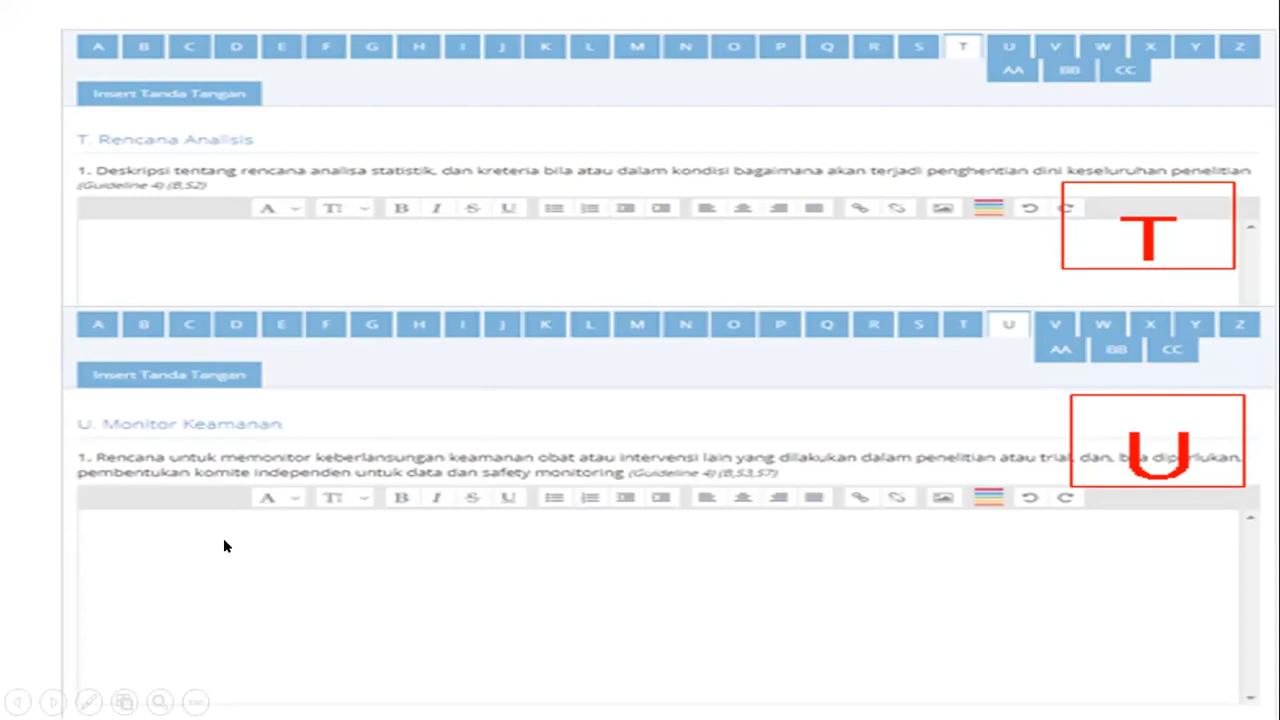 A B C D E F G H I J K L M N O P Q R S T U V W X Y Z
AA BB CC
Insert Tanda Tangan
T. Rencana Analisis
1. Deskripsi tentang rencana analisa statistik, dan kreteria bila atau dalam kondisi bagaimana akan terjadi penghentian dini keseluruhan penelitian
(Guideline 4) (B,S2)
A TI B I S U
T
A B C D E F G H I J K L M N O P Q R S T U V W X Y Z
AA BB CC
Insert Tanda Tangan
U. Monitor Keamanan
1. Rencana untuk memonitor keberlansungan keamanan obat atau intervensi lain yang dilakukan dalam penelitian atau trial, dan, bila diperlukan,
pembentukan komite independen untuk data dan safety monitoring (Guideline 4) (B,S3,S7)
U
A TI B I S U